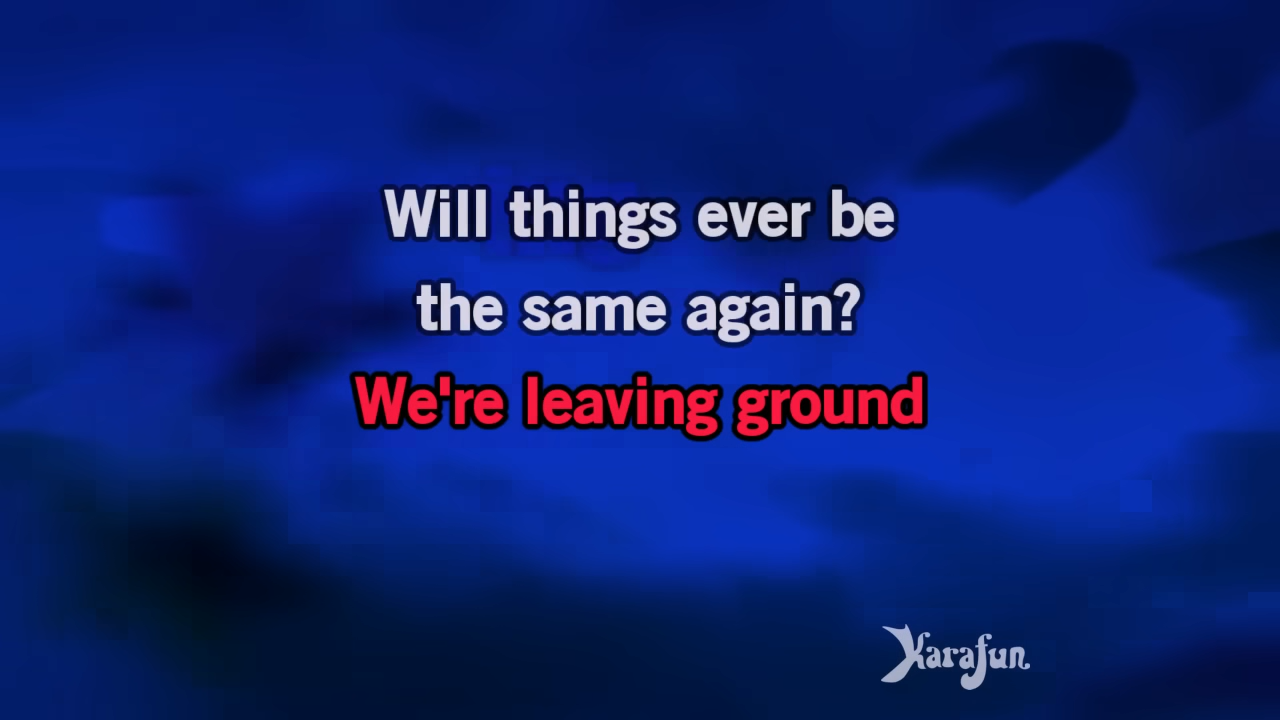 Will things ever be
the same again?
We're leaving ground
Karafun